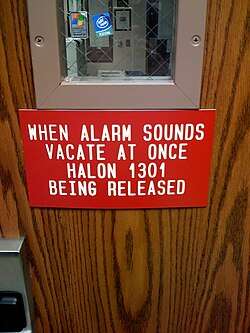 WHEN ALARM SOUNDS
VACATE AT ONCE
HALON 1301
BEING RELEASED